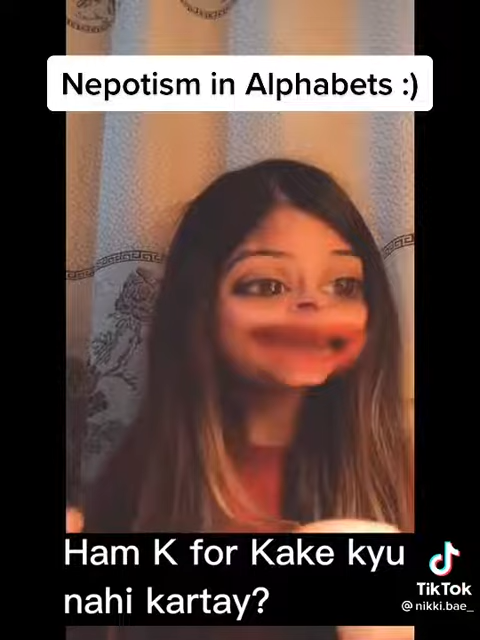 Nepotism in Alphabets :)
Ham K for Kake kyu
nahi kartay?
TikTok
@nikki.bae_